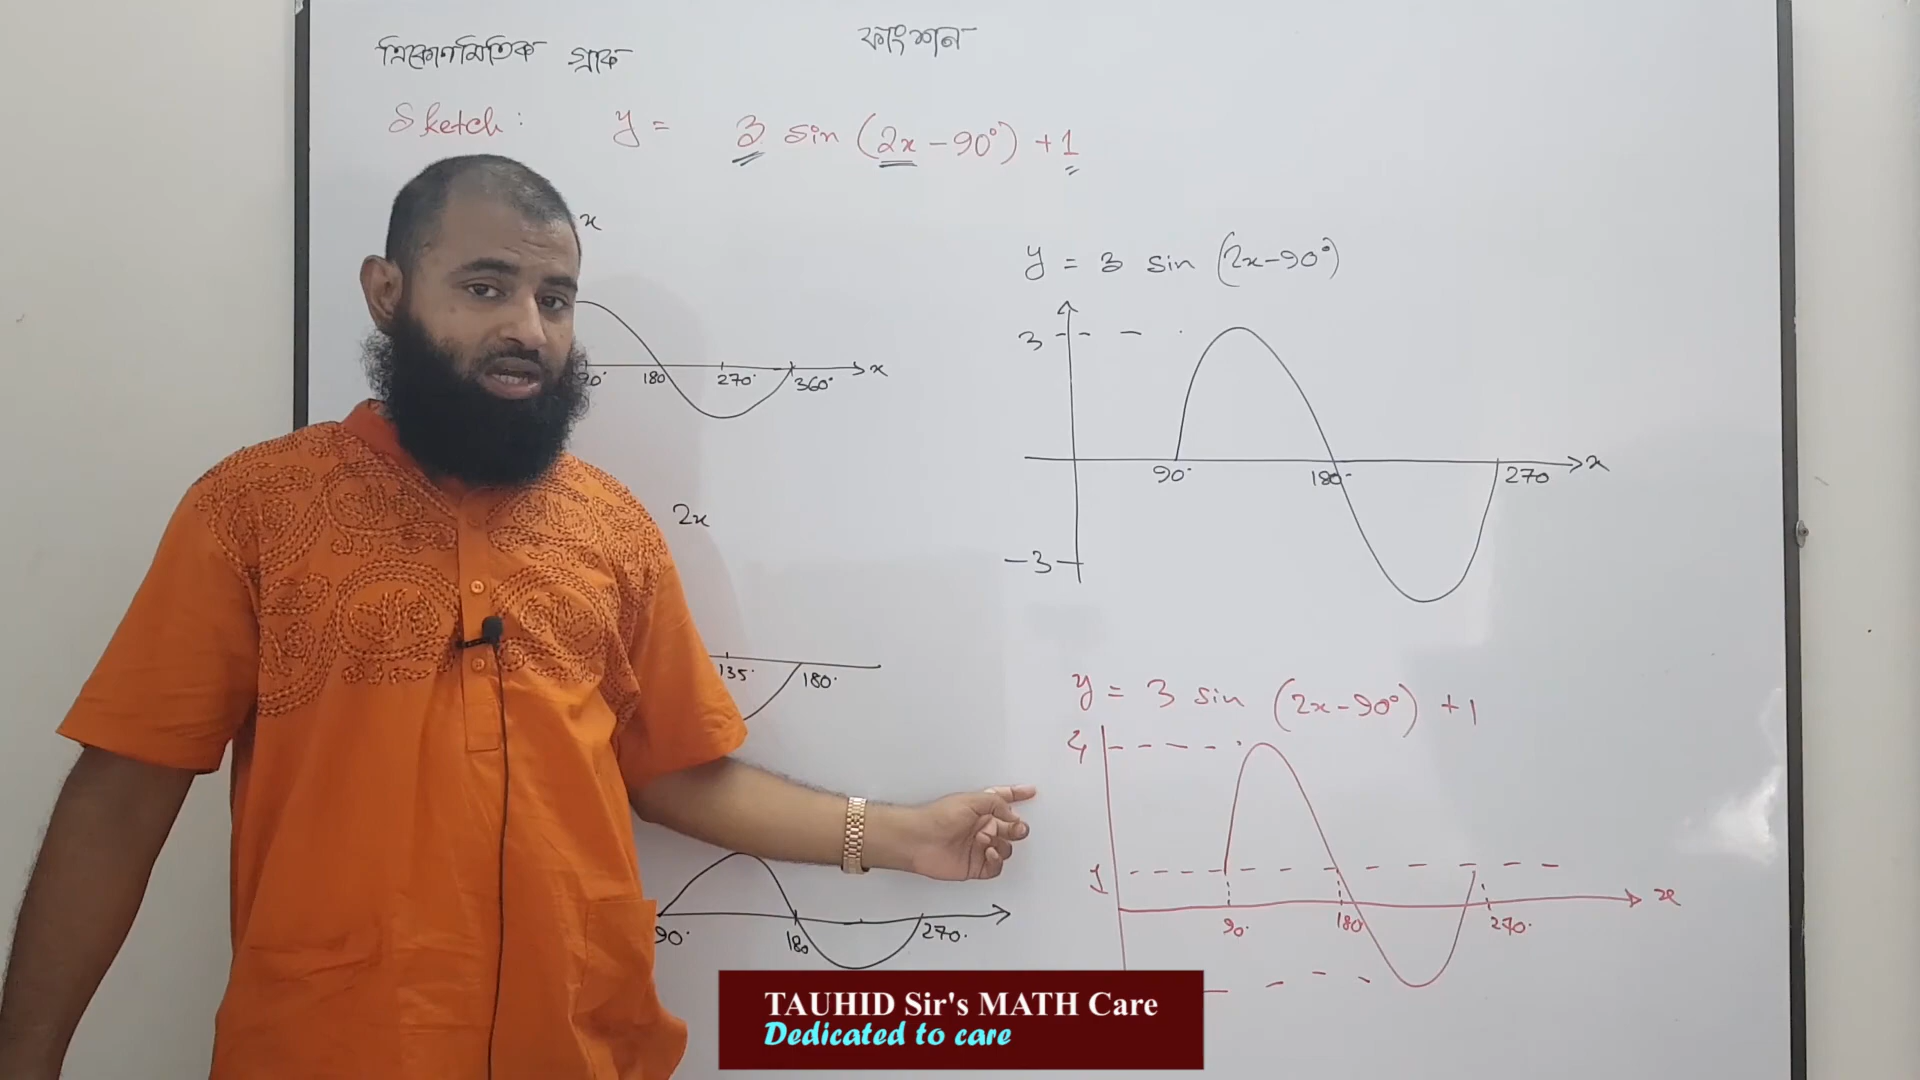 ত্রিকোণমিতিক গ্রাফ
ফাংশন
Sketch: y = 3 sin (2x - 90°) + 1
x
90° 180 270° 360° x
2x
135° 180°
90° 180 270°
y = 3 sin (2x-90°)
3
90° 180° 270 x
-3
y = 3 sin (2x-90°) +1
4
1
90° 180 270° x
TAUHID Sir's MATH Care
Dedicated to care